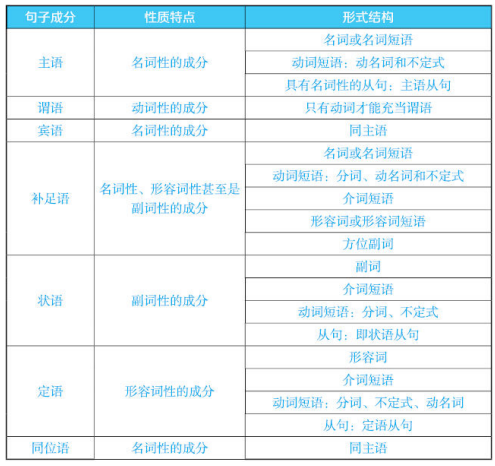 句子成分 性质特点 形式结构
主语 名词性的成分 名词或名词短语
动词短语：动名词和不定式
具有名词性的从句：主语从句
谓语 动词性的成分 只有动词才能充当谓语
宾语 名词性的成分 同主语
补足语 名词性、形容词性甚至是
副词性的成分 名词或名词短语
动词短语：分词、动名词和不定式
介词短语
形容词或形容词短语
方位副词
状语 副词性的成分 副词
介词短语
动词短语：分词、不定式
从句：即状语从句
定语 形容词性的成分 形容词
介词短语
动词短语：分词、不定式、动名词
从句：定语从句
同位语 名词性的成分 同主语